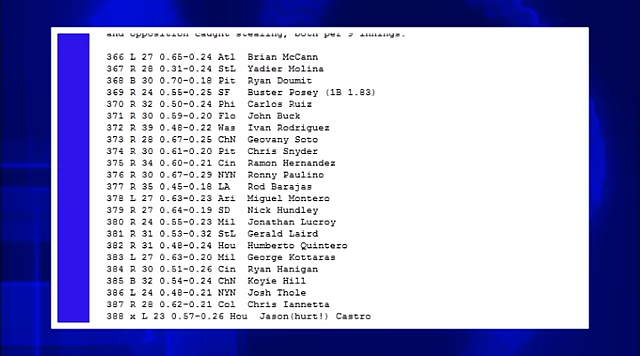 and opposition caught stealing, both per 9 innings.
366 L 27 0.65-0.24 Atl Brian McCann
367 R 28 0.31-0.24 StL Yadier Molina
368 B 30 0.70-0.18 Pit Ryan Doumit
369 R 24 0.55-0.25 SF Buster Posey (1B 1.83)
370 R 32 0.50-0.24 Phi Carlos Ruiz
371 R 30 0.59-0.20 Flo John Buck
372 R 39 0.48-0.22 Was Ivan Rodriguez
373 R 28 0.67-0.25 ChN Geovany Soto
374 R 30 0.61-0.20 Pit Chris Snyder
375 R 34 0.60-0.21 Cin Ramon Hernandez
376 R 30 0.67-0.29 NYN Ronny Paulino
377 R 35 0.45-0.18 LA Rod Barajas
378 L 27 0.63-0.23 Ari Miguel Montero
379 R 27 0.64-0.19 SD Nick Hundley
380 R 24 0.55-0.23 Mil Jonathan Lucroy
381 R 31 0.53-0.32 StL Gerald Laird
382 R 31 0.48-0.24 Hou Humberto Quintero
383 L 27 0.63-0.20 Mil George Kottaras
384 R 30 0.51-0.26 Cin Ryan Hanigan
385 B 32 0.54-0.24 ChN Koyie Hill
386 L 24 0.48-0.21 NYN Josh Thole
387 R 28 0.62-0.21 Col Chris Iannetta
388 x L 23 0.57-0.26 Hou Jason(hurt!) Castro